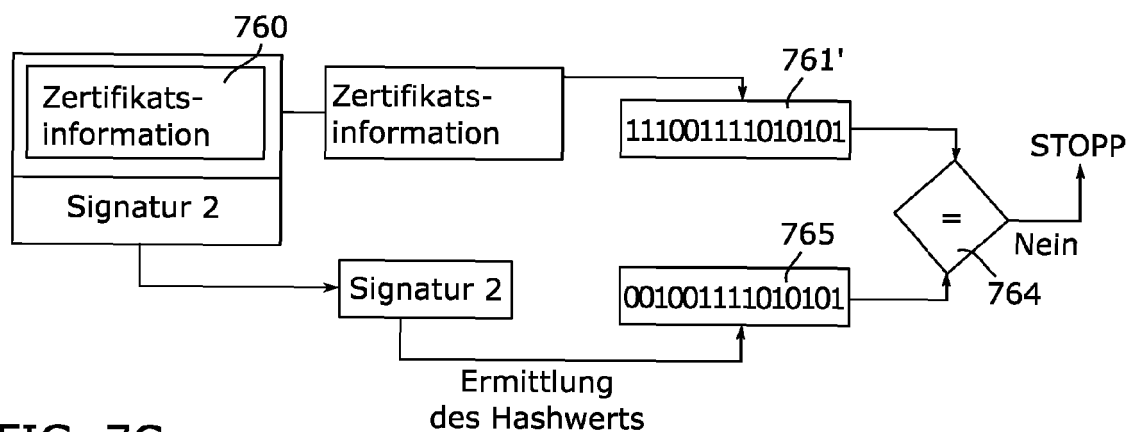 760
Zertifikats-
information
Signatur 2
Zertifikats-
information
761'
111001111010101
STOPP
=
Nein
764
Signatur 2
765
001001111010101
Ermittlung
des Hashwerts